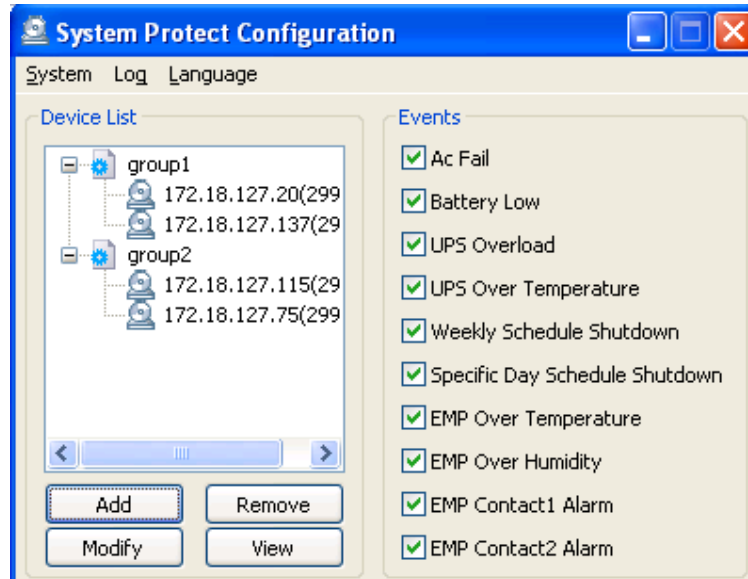 System Protect Configuration
System Log Language
Device List
group1
172.18.127.20(299
172.18.127.137(29
group2
172.18.127.115(29
172.18.127.75(299
Add Remove
Modify View
Events
Ac Fail
Battery Low
UPS Overload
UPS Over Temperature
Weekly Schedule Shutdown
Specific Day Schedule Shutdown
EMP Over Temperature
EMP Over Humidity
EMP Contact1 Alarm
EMP Contact2 Alarm